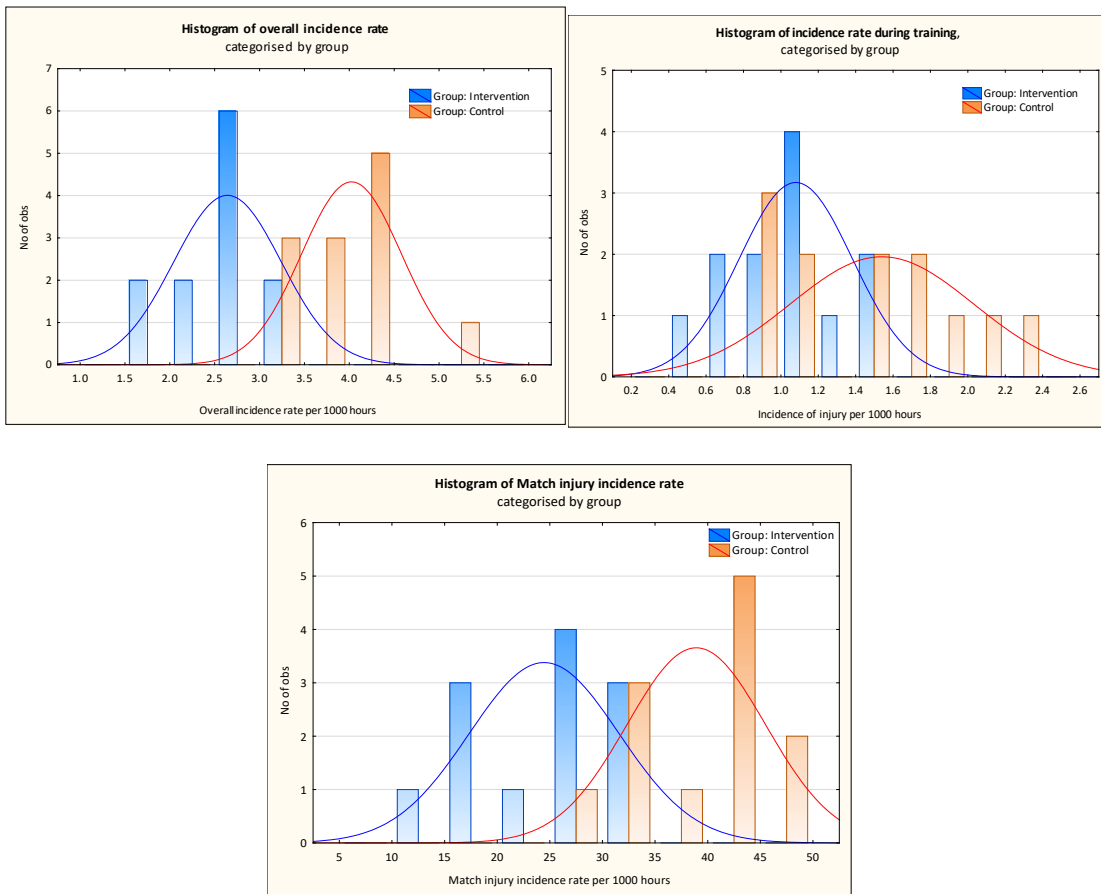 Histogram of overall incidence rate
categorised by group
7
6
5
4
3
2
1
0
No of obs
Group: Intervention
Group: Control
1.0 1.5 2.0 2.5 3.0 3.5 4.0 4.5 5.0 5.5 6.0
Overall incidence rate per 1000 hours
Histogram of incidence rate during training,
categorised by group
5
4
3
2
1
0
No of obs
Group: Intervention
Group: Control
0.2 0.4 0.6 0.8 1.0 1.2 1.4 1.6 1.8 2.0 2.2 2.4 2.6
Incidence of injury per 1000 hours
Histogram of Match injury incidence rate
categorised by group
6
5
4
3
2
1
0
No of obs
Group: Intervention
Group: Control
5 10 15 20 25 30 35 40 45 50
Match injury incidence rate per 1000 hours